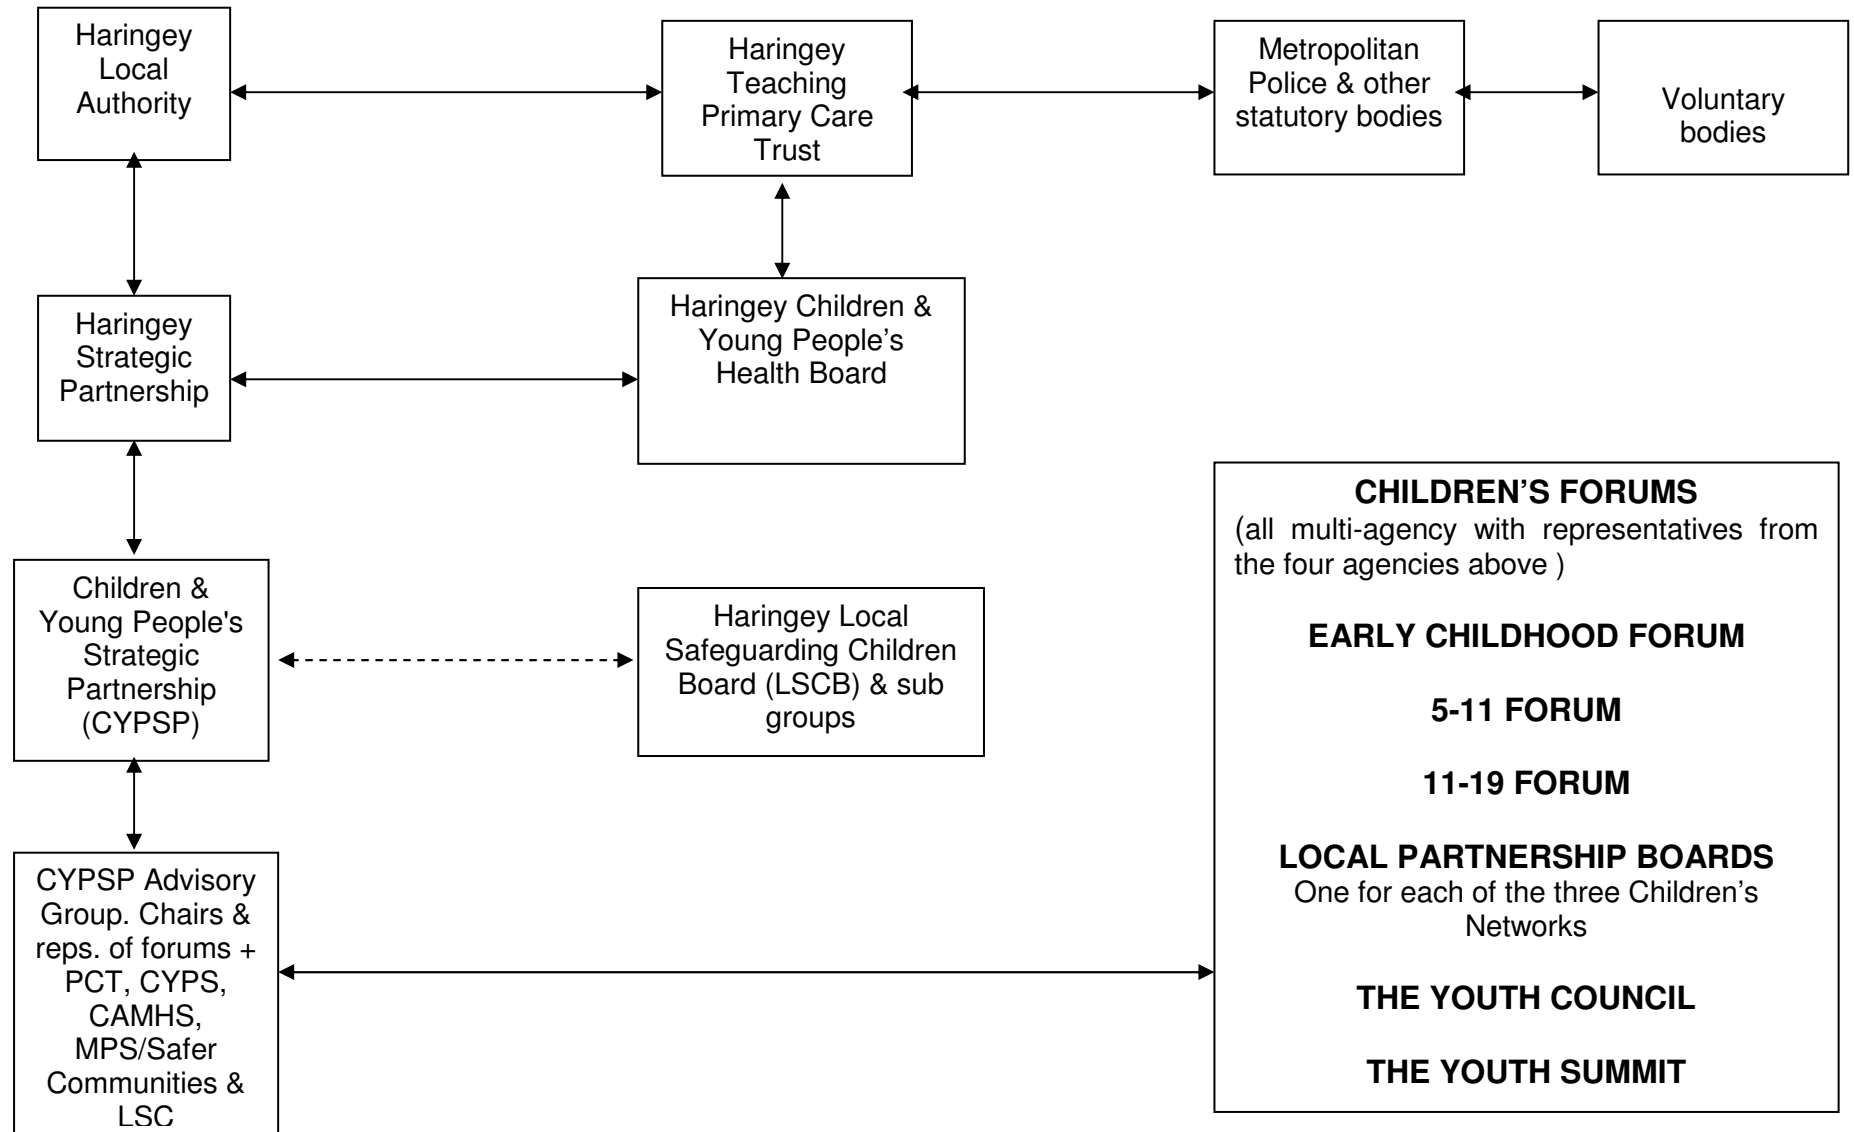 Haringey
Local
Authority
Haringey
Teaching
Primary Care
Trust
Metropolitan
Police & other
statutory bodies
Voluntary
bodies
Haringey
Strategic
Partnership
Haringey Children &
Young People’s
Health Board
Children &
Young People's
Strategic
Partnership
(CYPSP)
Haringey Local
Safeguarding Children
Board (LSCB) & sub
groups
CYPSP Advisory
Group. Chairs &
reps. of forums +
PCT, CYPS,
CAMHS,
MPS/Safer
Communities &
LSC
CHILDREN’S FORUMS
(all multi-agency with representatives from
the four agencies above )
EARLY CHILDHOOD FORUM
5-11 FORUM
11-19 FORUM
LOCAL PARTNERSHIP BOARDS
One for each of the three Children’s
Networks
THE YOUTH COUNCIL
THE YOUTH SUMMIT